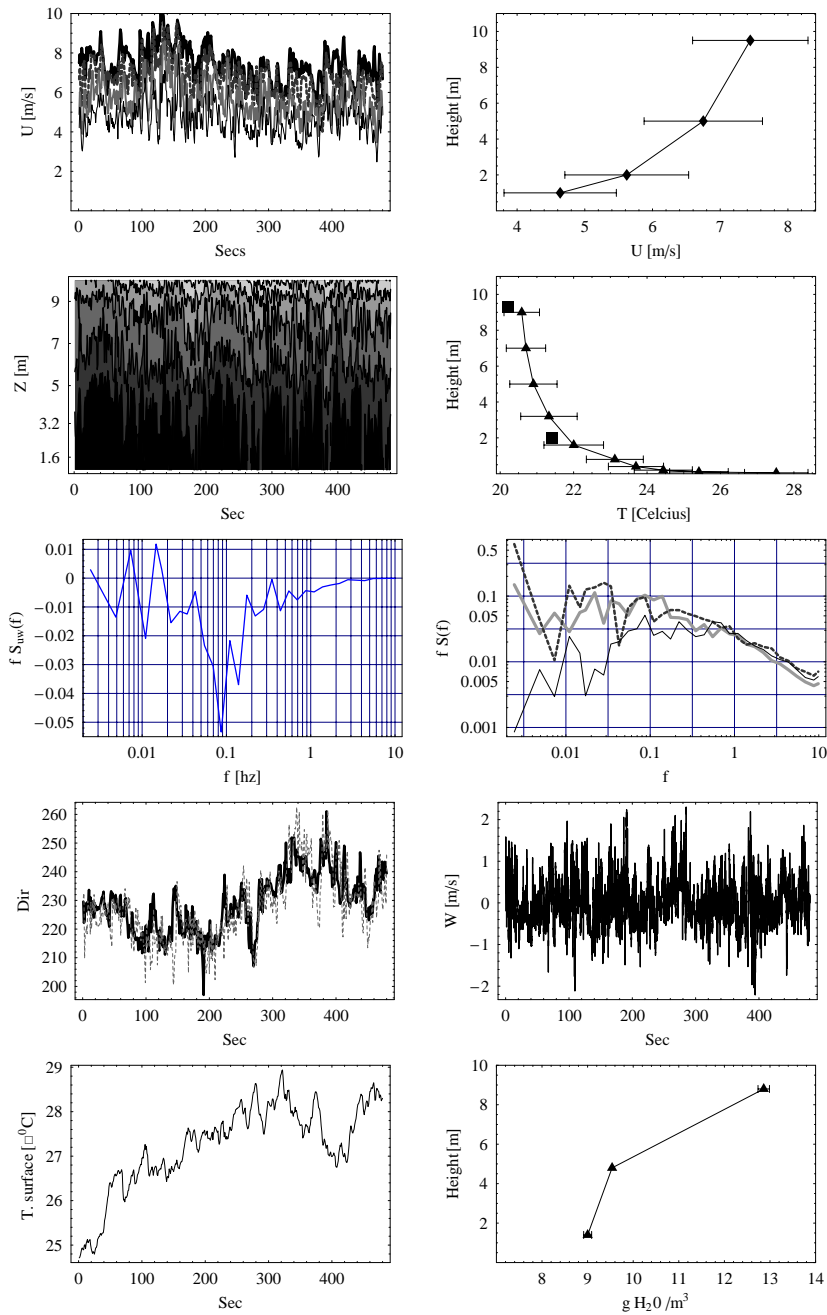 10
8
6
4
2
U [m/s]
0 100 200 300 400
Secs
10
8
6
4
2
Height [m]
4 5 6 7 8
U [m/s]
9
7
5
3.2
1.6
Z [m]
0 100 200 300 400
Sec
10
8
6
4
2
Height [m]
20 22 24 26 28
T [Celcius]
0.01
0
−0.01
−0.02
−0.03
−0.04
−0.05
f Suw(f)
0.01 0.1 1 10
f [hz]
0.5
0.1
0.05
0.01
0.005
0.001
f S(f)
0.01 0.1 1 10
f
260
250
240
230
220
210
200
Dir
0 100 200 300 400
Sec
2
1
0
−1
−2
W [m/s]
0 100 200 300 400
Sec
29
28
27
26
25
T. surface [□⁰C]
0 100 200 300 400
Sec
10
8
6
4
2
Height [m]
8 9 10 11 12 13 14
g H₂0 /m³